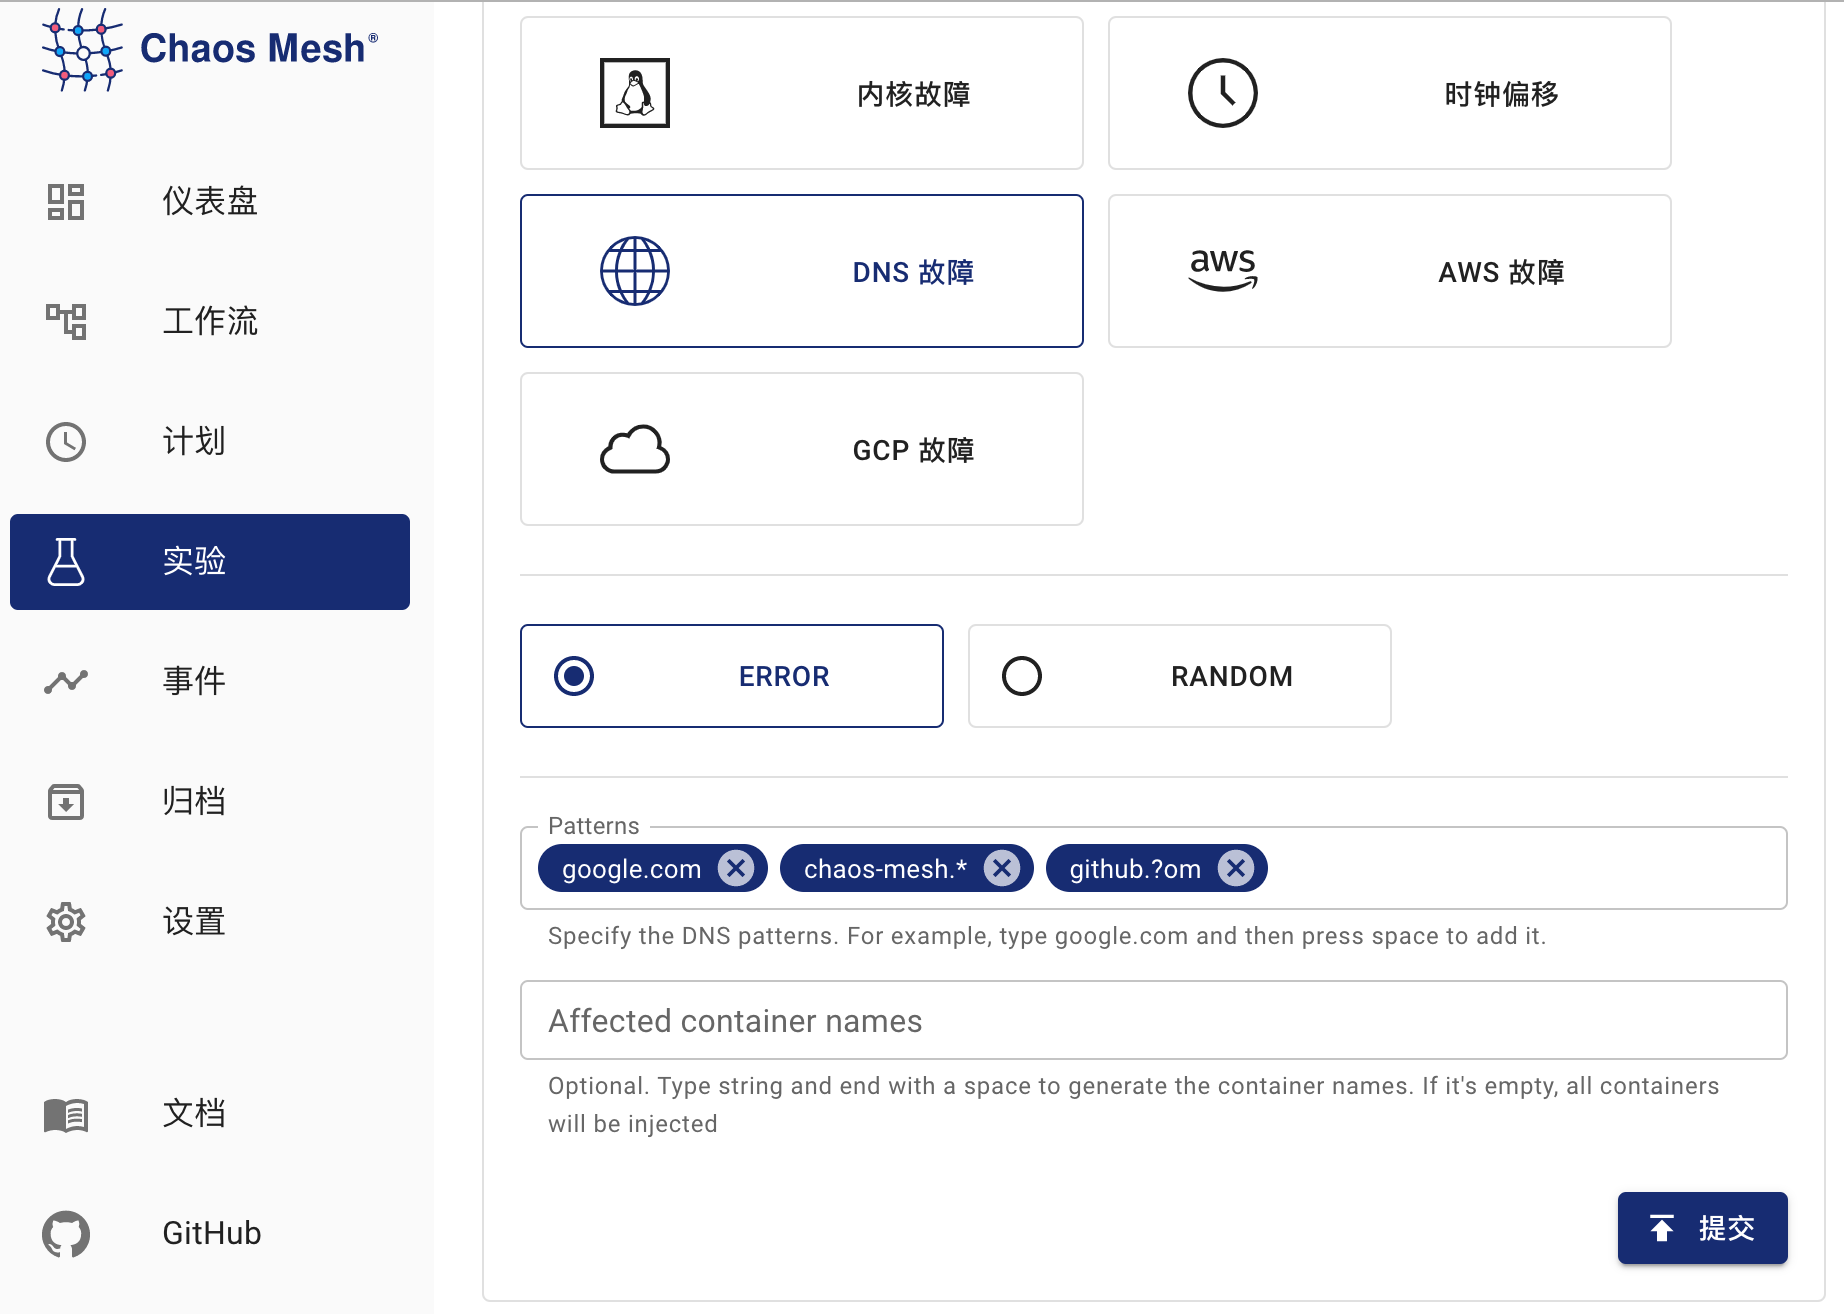 Chaos Mesh®
仪表盘
工作流
计划
实验
事件
归档
设置
文档
GitHub
内核故障
时钟偏移
DNS 故障
aws
AWS 故障
GCP 故障
ERROR
RANDOM
Patterns
google.com
chaos-mesh.*
github.?om
Specify the DNS patterns. For example, type google.com and then press space to add it.
Affected container names
Optional. Type string and end with a space to generate the container names. If it's empty, all containers
will be injected
提交